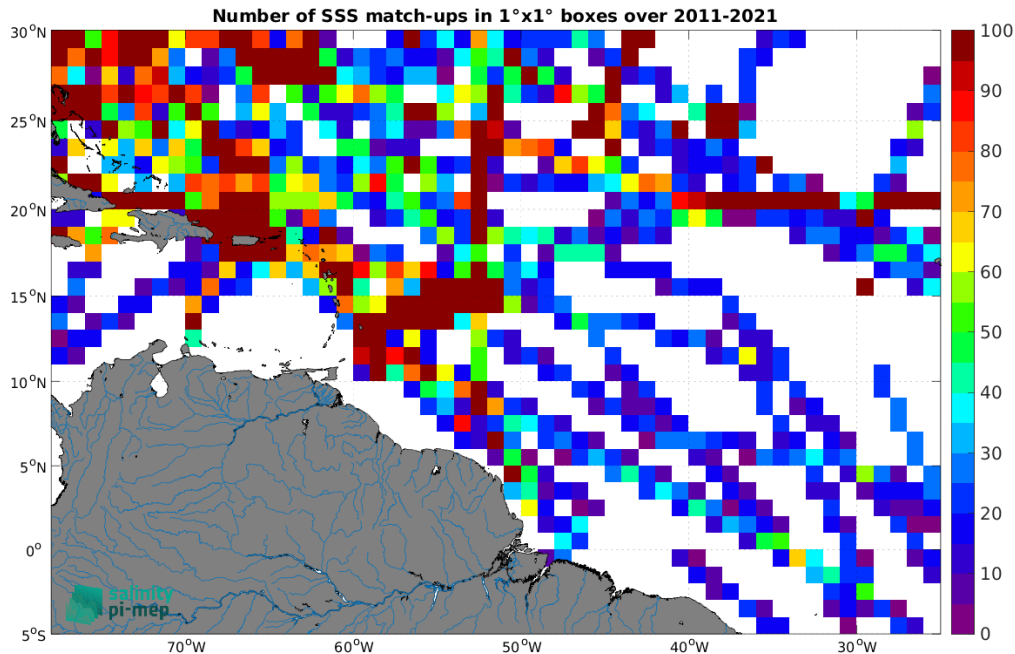 Number of SSS match-ups in 1°x1° boxes over 2011-2021
30°N
25°N
20°N
15°N
10°N
5°N
0°
5°S
70°W
60°W
50°W
40°W
30°W
100
90
80
70
60
50
40
30
20
10
0
salinity
pi-mep